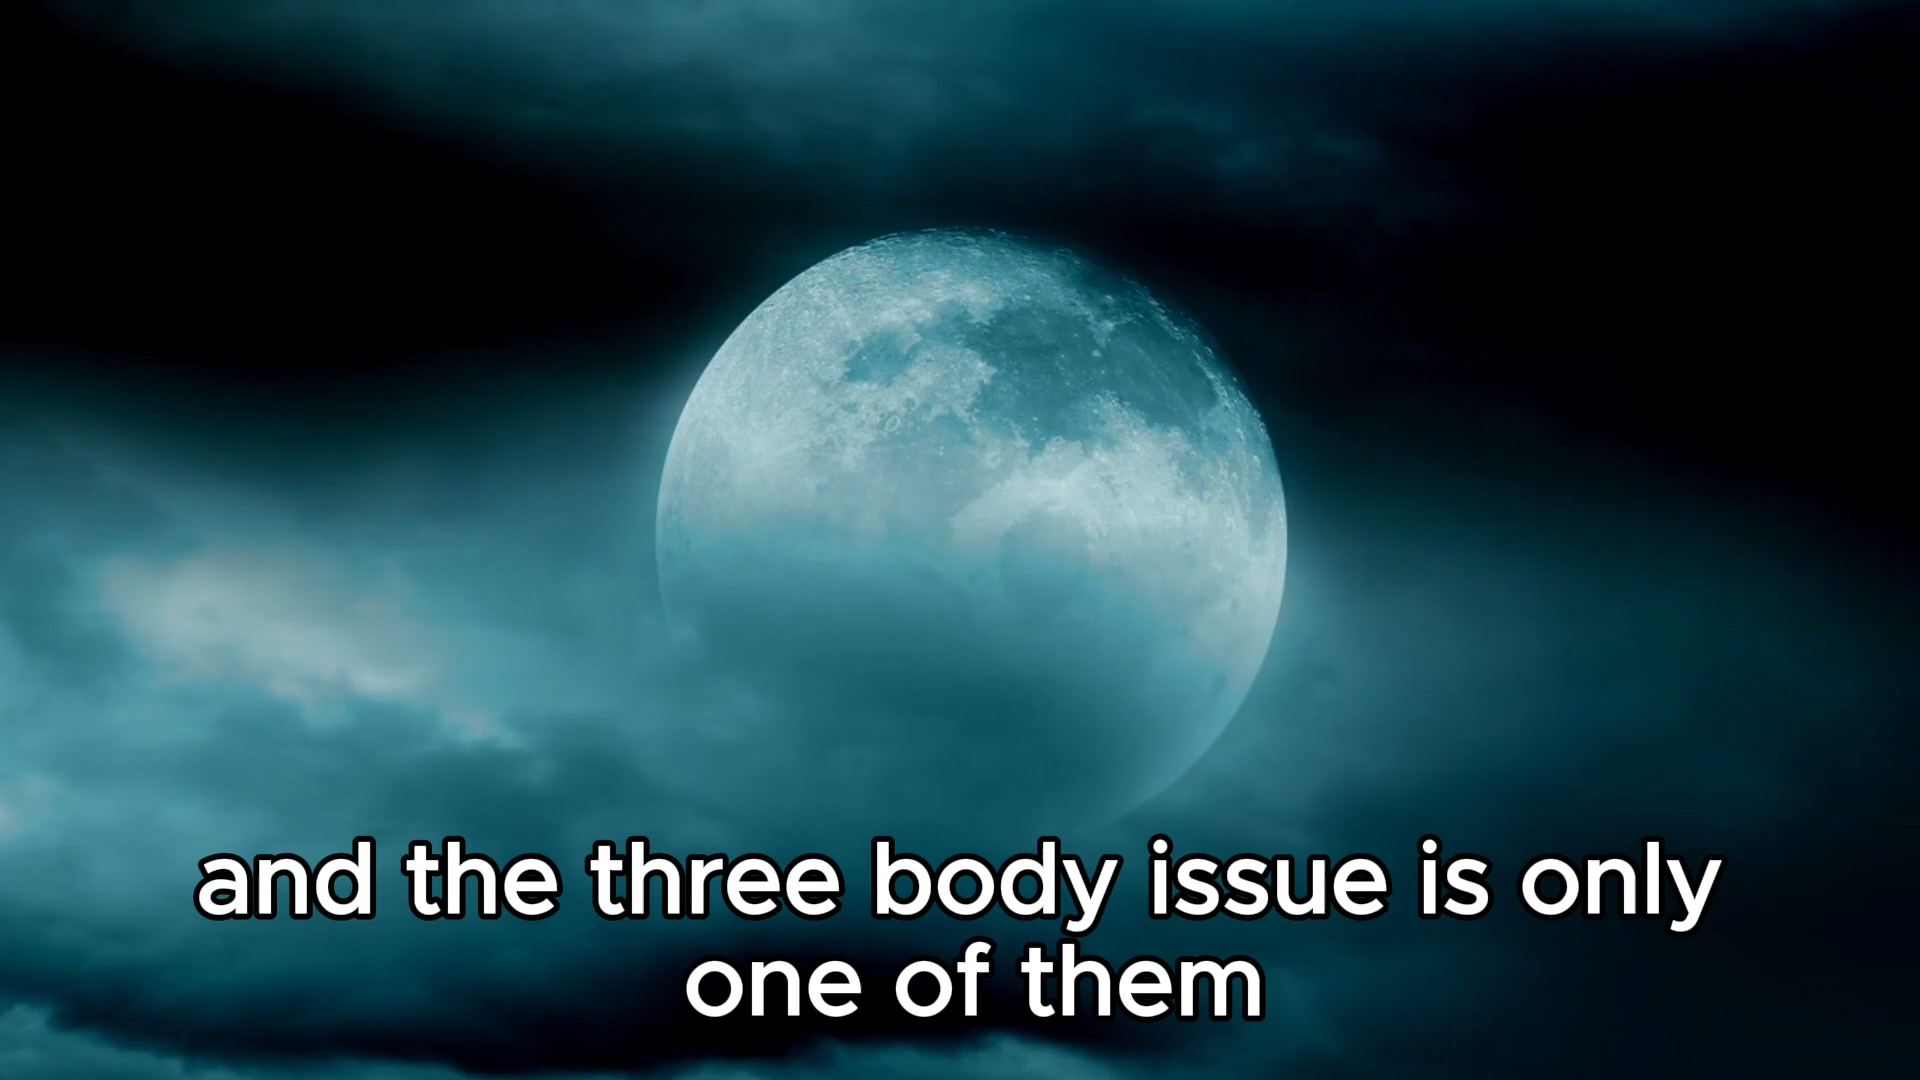 and the three body issue is only
one of them